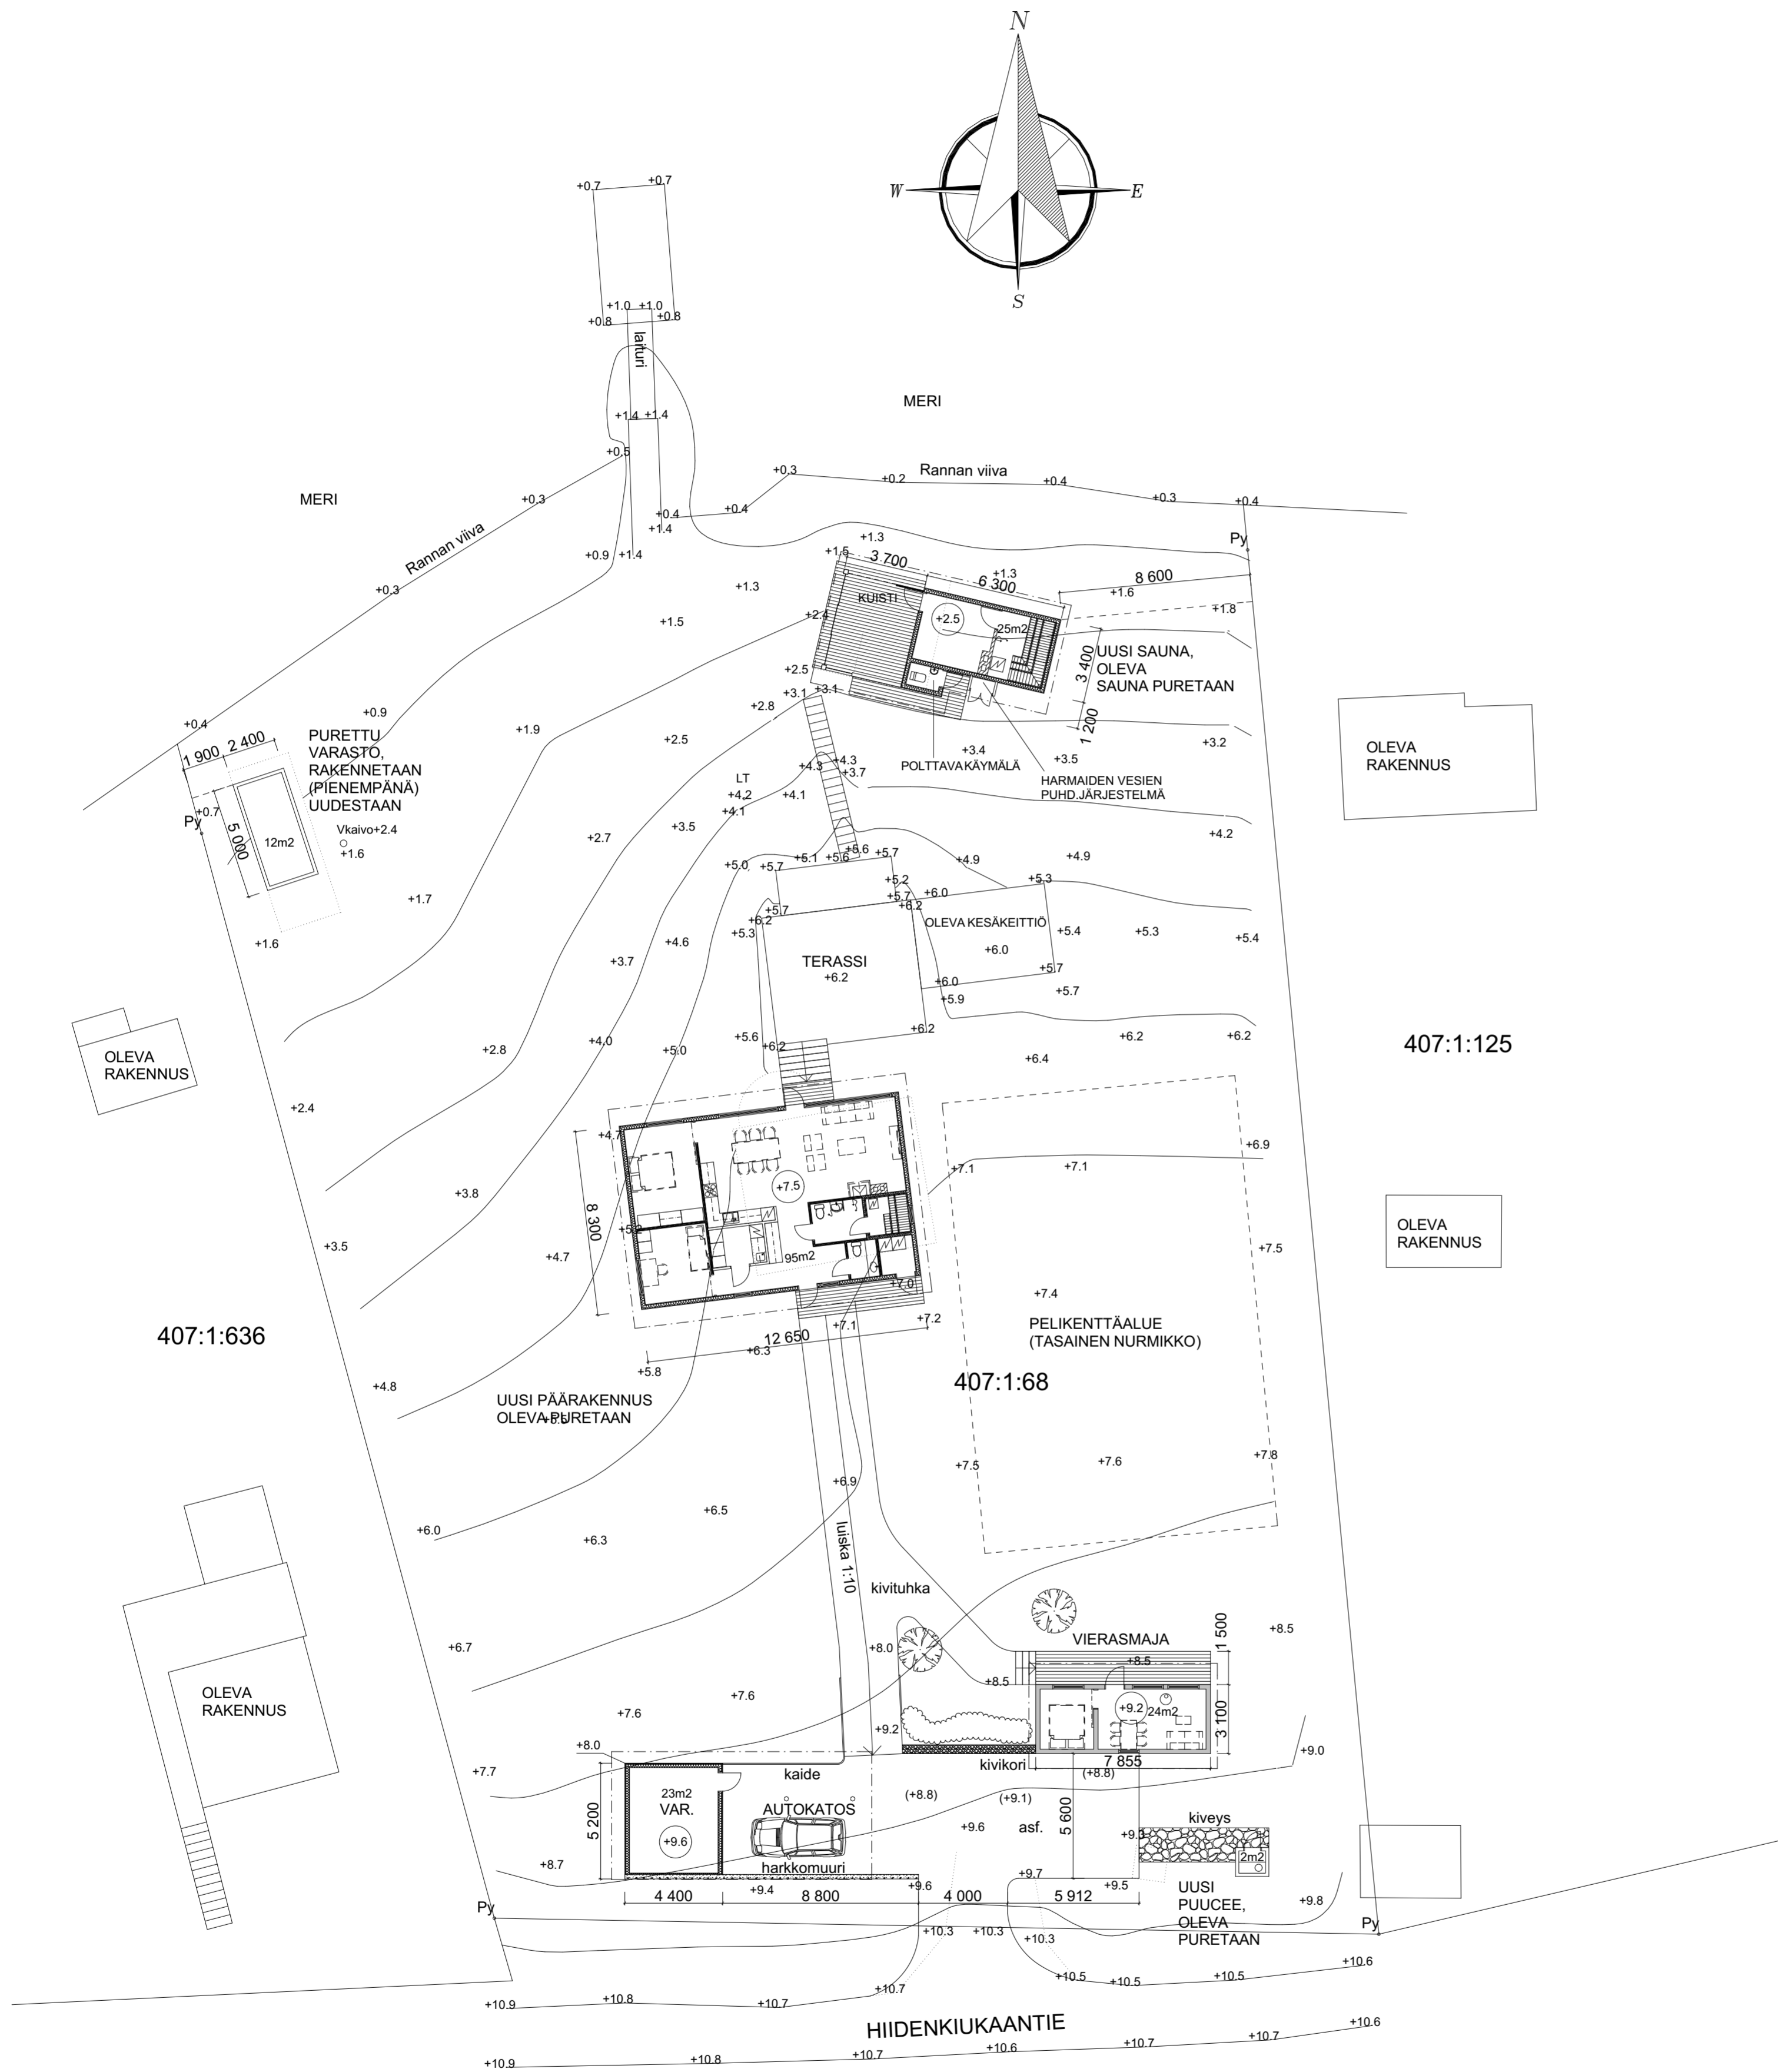 N
W
E
S
+0.7
+0.7
+1.0 +1.0
+0.8
+0.8
laituri
MERI
+1.4 +1.4
+0.5
+0.3
Rannan viiva
+0.2
+0.4
+0.3
+0.4
MERI
+0.3
+0.4
+0.4
+1.4
Rannan viiva
Py
+1.3
+0.9
+1.4
+1.5
3 700
+1.3
6 300
8 600
+0.3
+1.3
+1.6
KUISTI
+1.8
+2.4
+2.5
25m2
+1.5
3 400
UUSI SAUNA,
OLEVA
SAUNA PURETAAN
+2.5
+3.1
+3.1
+2.8
1 200
+0.4
+0.9
+1.9
+2.5
+3.2
PURETTU
VARASTO,
RAKENNETAAN
(PIENEMPÄNÄ)
UUDESTAAN
1 900
2 400
+3.4
POLTTAVA KÄYMÄLÄ
+3.5
HARMAIDEN VESIEN
PUHD.JÄRJESTELMÄ
OLEVA
RAKENNUS
+4.3
+4.3
+3.7
LT
+4.2
+4.1
+4.1
+0.7
Py
5 000
12m2
Vkaivo+2.4
+1.6
+3.5
+2.7
+4.2
+5.6
+5.6
+5.1
+5.7
+5.0
+5.7
+4.9
+4.9
+5.2
+5.3
+5.7
+6.0
+1.7
+5.7
+6.2
+6.2
OLEVA KESÄKEITTIÖ
+5.3
+4.6
+5.4
+5.3
+5.4
+1.6
+3.7
TERASSI
+6.2
+6.0
+5.7
+6.0
+5.9
+5.7
+6.2
+5.6
+6.2
+6.2
+6.2
407:1:125
+4.0
+2.8
+5.0
+6.4
OLEVA
RAKENNUS
+2.4
+4.7
+6.9
+7.1
+7.1
+7.5
+3.8
8 300
+5.2
OLEVA
RAKENNUS
+3.5
+4.7
95m2
+7.5
+7.0
+7.4
407:1:636
+7.2
+7.1
12 650
+6.3
PELIKENTTÄALUE
(TASAINEN NURMIKKO)
+5.8
407:1:68
+4.8
UUSI PÄÄRAKENNUS
OLEVA PURETAAN
+7.8
+7.5
+7.6
+6.9
+6.5
+6.0
+6.3
luiska 1:10
kivituhka
+8.5
1 500
VIERASMAJA
+6.7
+8.0
+8.5
+8.5
OLEVA
RAKENNUS
+7.6
+7.6
+9.2
+9.2
24m2
3 100
+8.0
+9.0
kaide
kivikori
7 855
(+8.8)
+7.7
23m2
VAR.
AUTOKATOS
(+8.8)
(+9.1)
5 200
+9.6
+9.6
asf.
5 600
kiveys
+9.3
+8.7
harkkomuuri
2m2
+9.7
+9.4
+9.6
+9.5
4 400
8 800
4 000
5 912
UUSI
PUUCEE,
OLEVA
PURETAAN
+9.8
Py
Py
+10.3
+10.3
+10.3
+10.6
+10.5
+10.5
+10.5
+10.7
+10.9
+10.8
+10.7
HIIDENKIUKAANTIE
+10.6
+10.7
+10.7
+10.6
+10.7
+10.8
+10.9